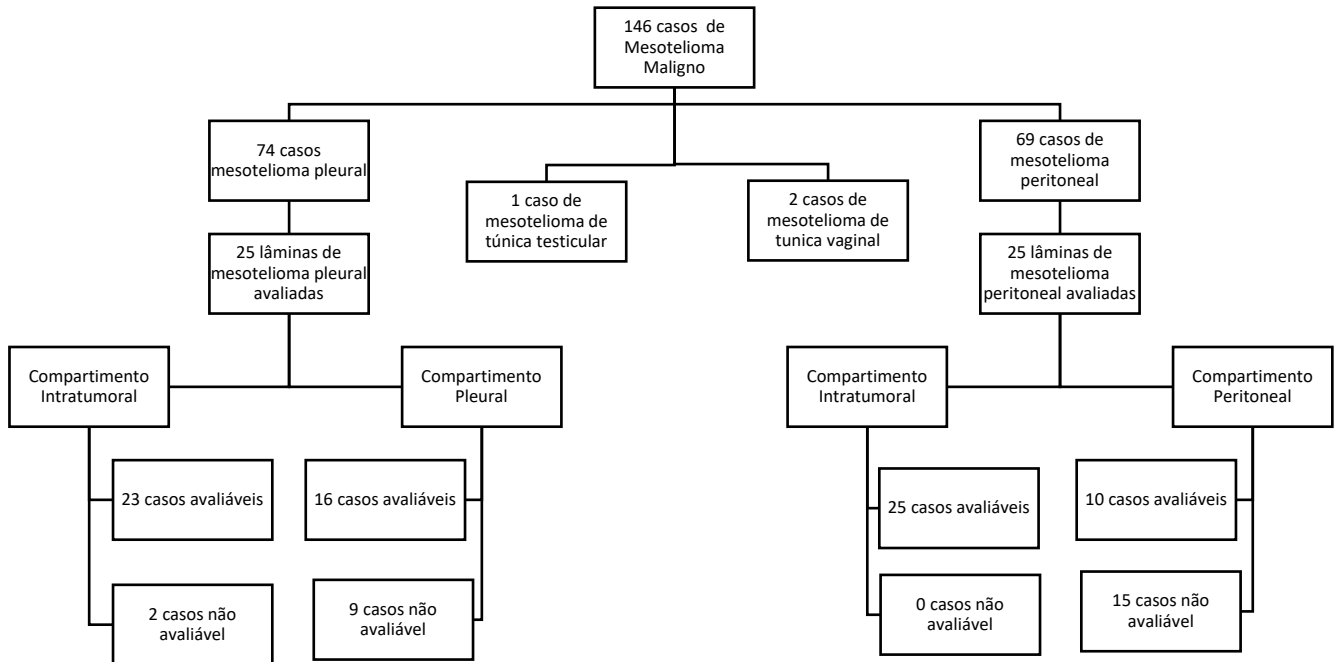 146 casos de
Mesotelioma
Maligno
74 casos
mesotelioma pleural
1 caso de
mesotelioma de
túnica testicular
2 casos de
mesotelioma de
tunica vaginal
69 casos de
mesotelioma
peritoneal
25 lâminas de
mesotelioma pleural
avaliadas
25 lâminas de
mesotelioma
peritoneal avaliadas
Compartimento
Intratumoral
Compartimento
Pleural
Compartimento
Intratumoral
Compartimento
Peritoneal
23 casos avaliáveis
16 casos avaliáveis
25 casos avaliáveis
10 casos avaliáveis
2 casos não
avaliável
9 casos não
avaliável
0 casos não
avaliável
15 casos não
avaliável